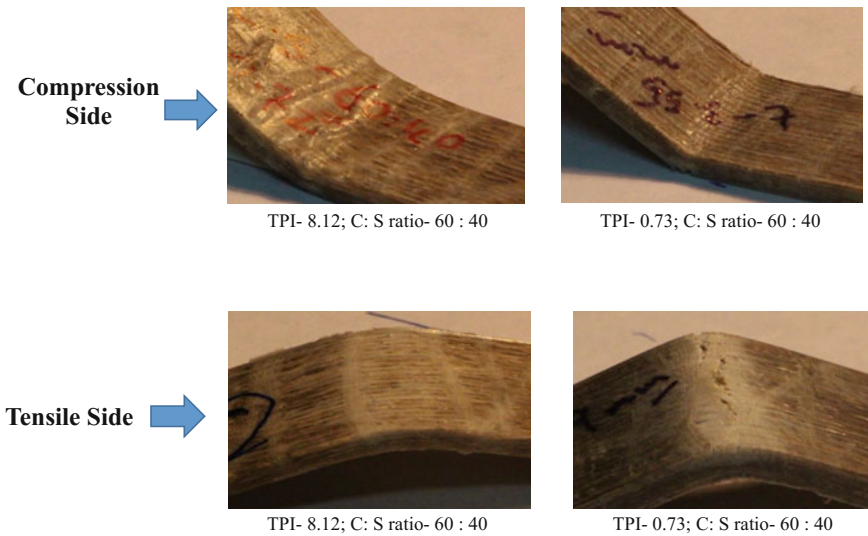 Compression
Side
TPI- 8.12; C: S ratio- 60 : 40
TPI- 0.73; C: S ratio- 60 : 40
Tensile Side
TPI- 8.12; C: S ratio- 60 : 40
TPI- 0.73; C: S ratio- 60 : 40